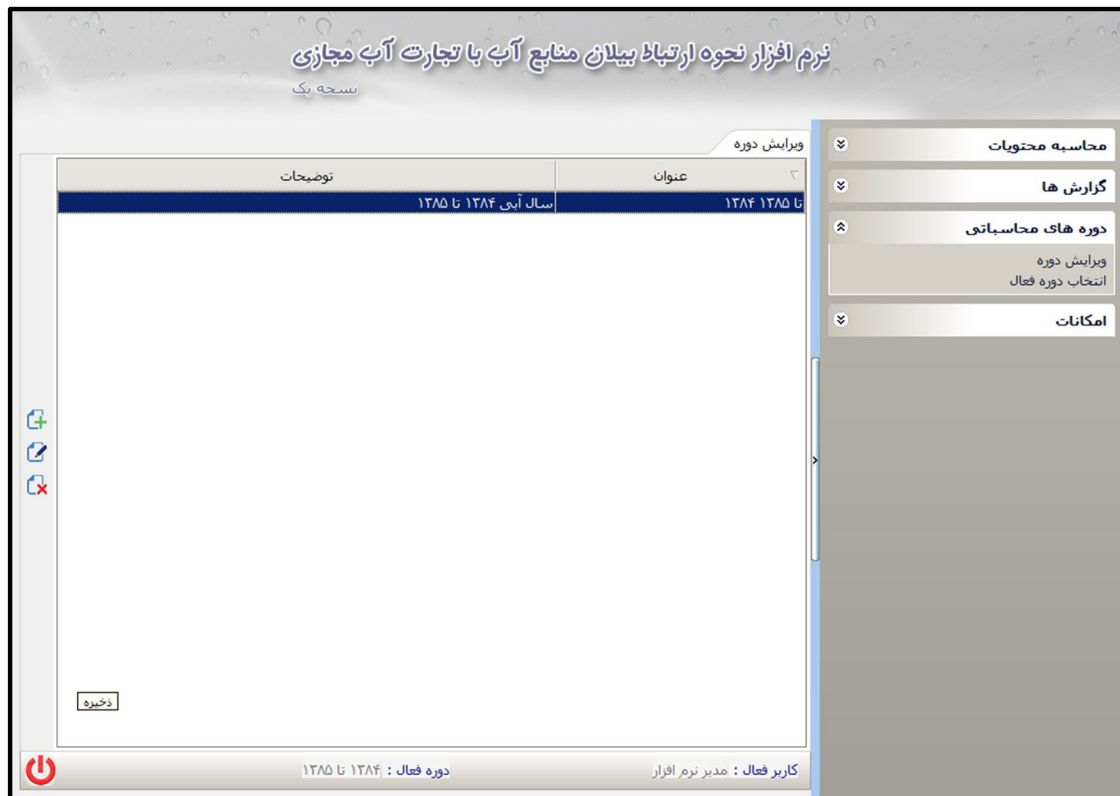 نرم افزار نحوه ارتباط بیلان منابع آب با تجارت آب مجازی
نسخه یک
محاسبه محتویات
گزارش ها
دوره های محاسباتی
ویرایش دوره
انتخاب دوره فعال
امکانات
ویرایش دوره
عنوان توضیحات
تا ۱۳۸۵ ۱۳۸۴ سال آبی ۱۳۸۴ تا ۱۳۸۵
ذخیره
کاربر فعال : مدیر نرم افزار دوره فعال : ۱۳۸۴ تا ۱۳۸۵